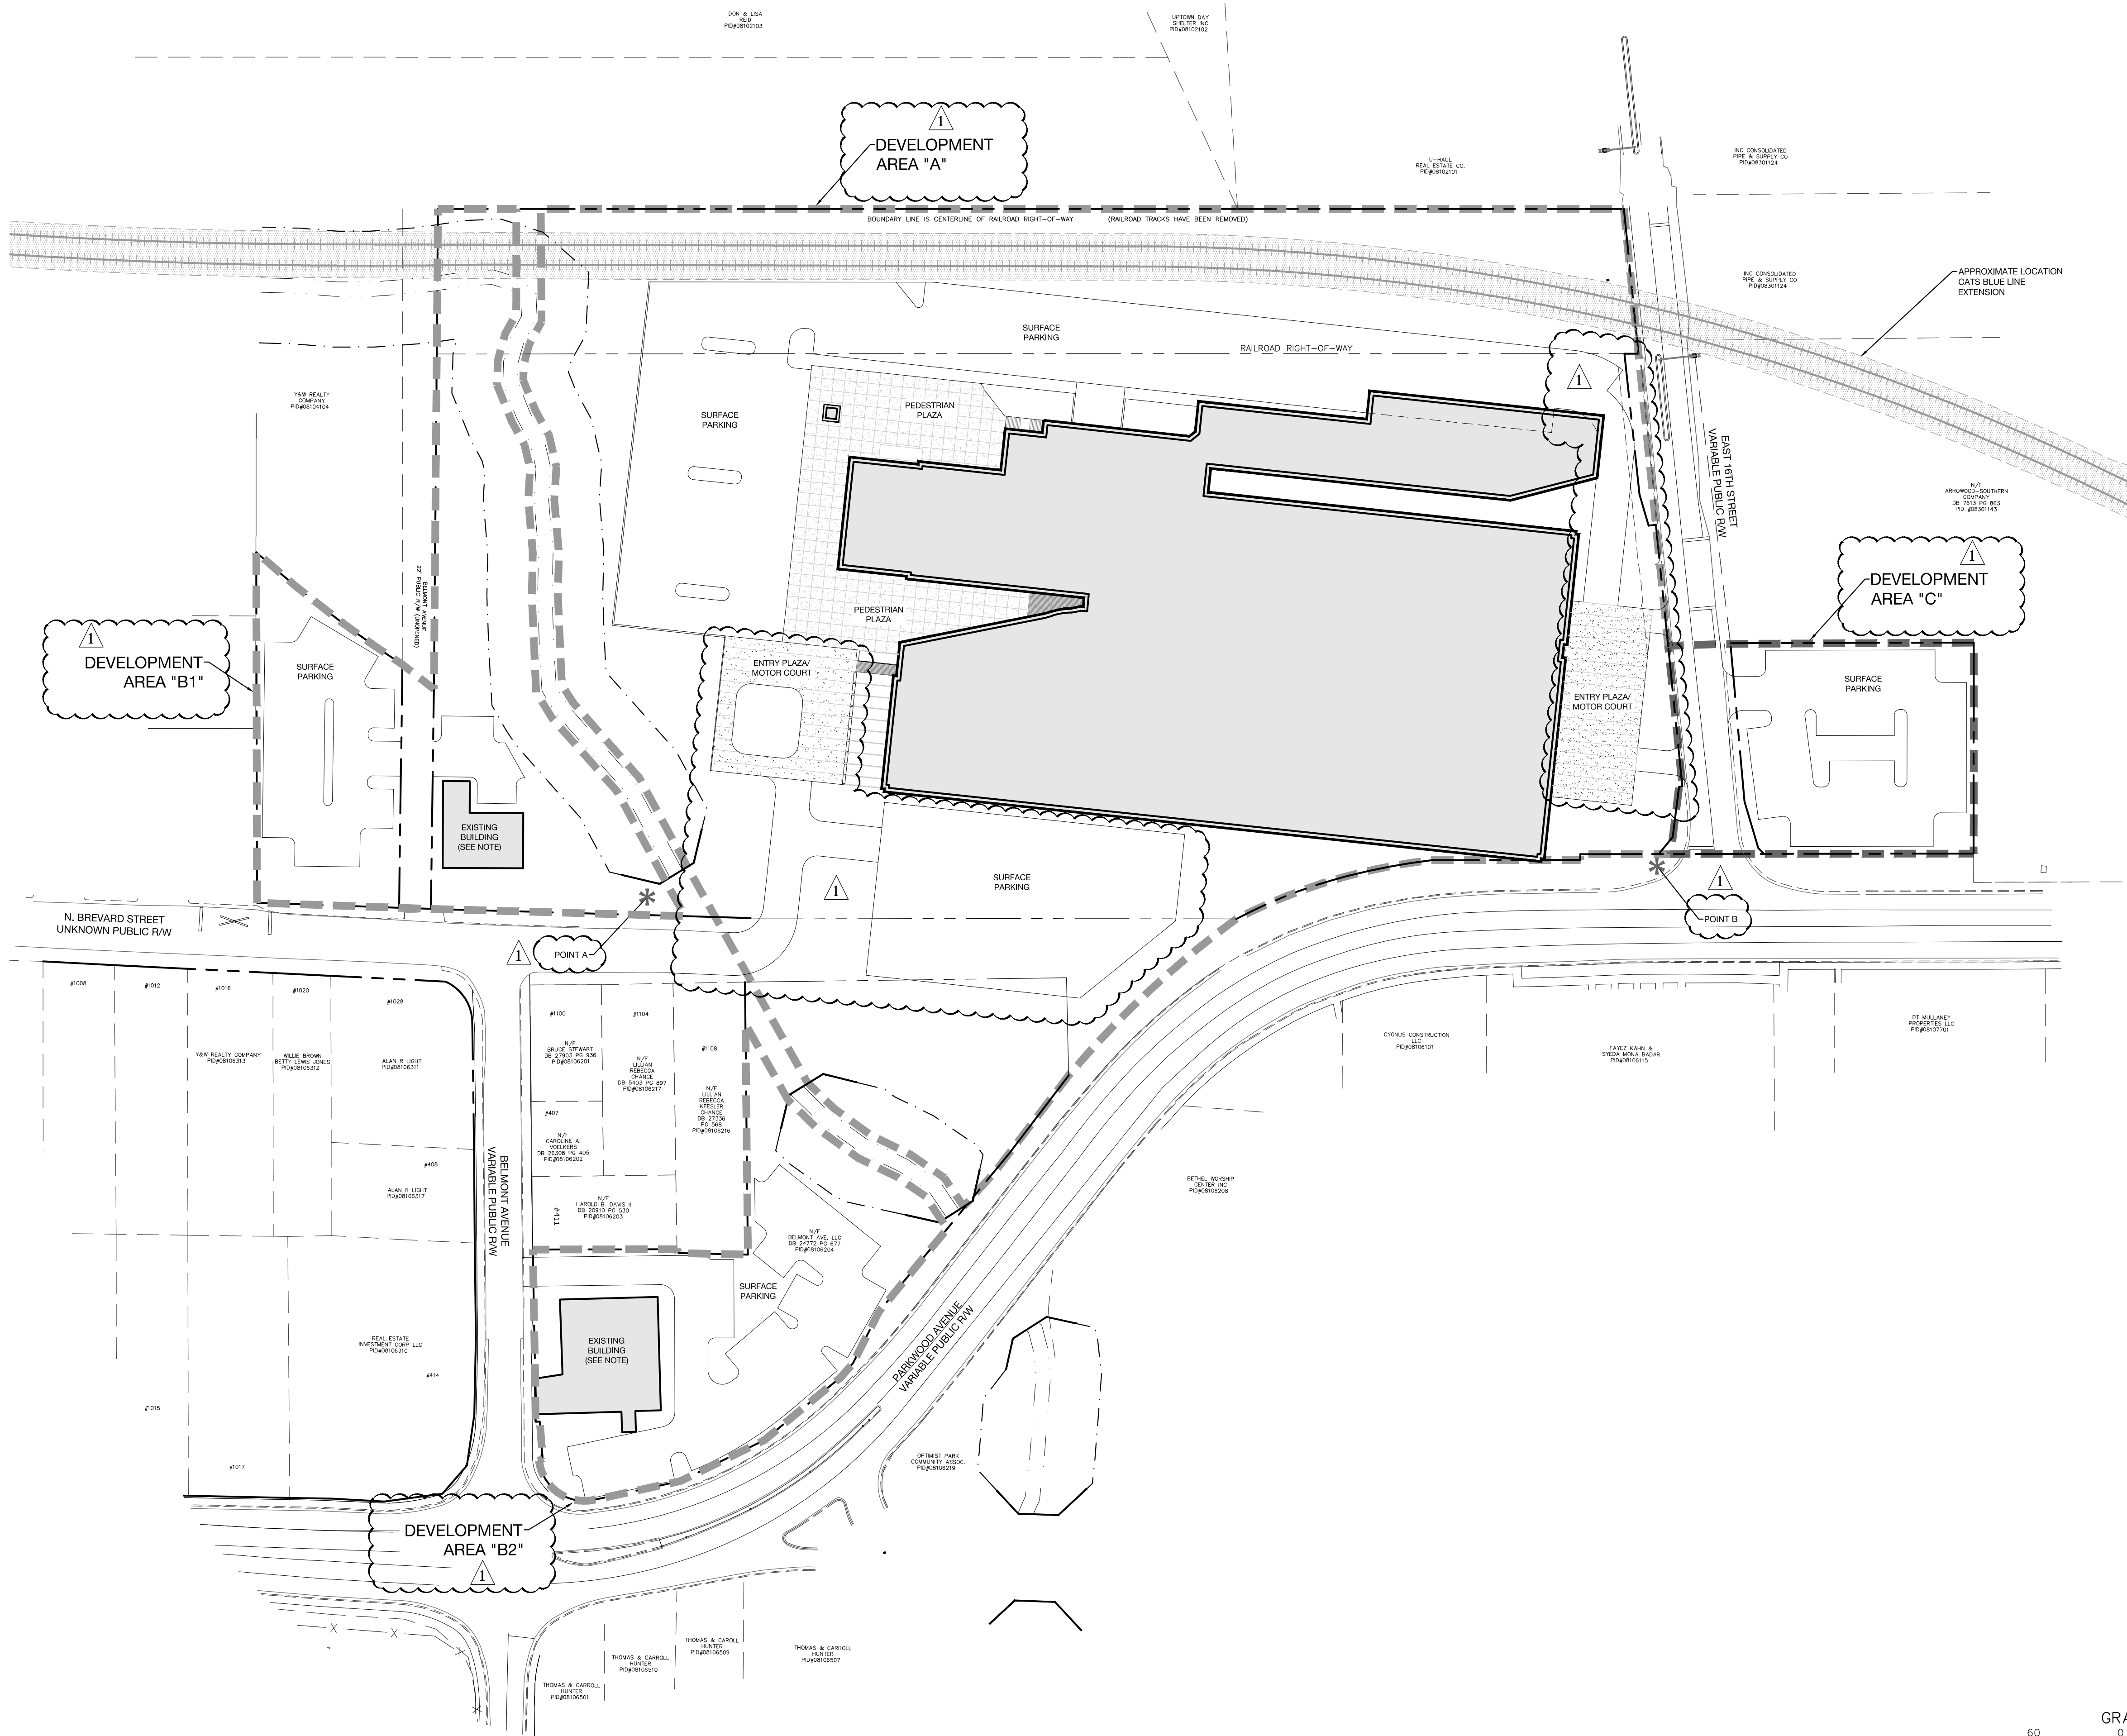 DON & LISA
REID
PID#08102103
UPTOWN DAY
SHELTER INC
PID#08102102
1
DEVELOPMENT
AREA "A"
U-HAUL
REAL ESTATE CO.
PID#08102101
INC CONSOLIDATED
PIPE & SUPPLY CO
PID#08301124
BOUNDARY LINE IS CENTERLINE OF RAILROAD RIGHT-OF-WAY (RAILROAD TRACKS HAVE BEEN REMOVED)
INC CONSOLIDATED
PIPE & SUPPLY CO
PID#08301124
APPROXIMATE LOCATION
CATS BLUE LINE
EXTENSION
SURFACE
PARKING
RAILROAD RIGHT-OF-WAY
1
Y&W REALTY
COMPANY
PID#08104104
SURFACE
PARKING
PEDESTRIAN
PLAZA
EAST 16TH STREET
VARIABLE PUBLIC R/W
N/F
ARROWOOD-SOUTHERN
COMPANY
DB 7613 PG 863
PID #08301143
BELMONT AVENUE
22' PUBLIC R/W (UNOPENED)
PEDESTRIAN
PLAZA
1
DEVELOPMENT
AREA "C"
1
DEVELOPMENT
AREA "B1"
SURFACE
PARKING
ENTRY PLAZA/
MOTOR COURT
ENTRY PLAZA/
MOTOR COURT
SURFACE
PARKING
EXISTING
BUILDING
(SEE NOTE)
SURFACE
PARKING
1
1
POINT B
N. BREVARD STREET
UNKNOWN PUBLIC R/W
1
POINT A
#1008
#1012
#1016
#1020
#1028
#1100
#1104
#1108
Y&W REALTY COMPANY
PID#08106313
WILLIE BROWN
BETTY LEWIS JONES
PID#08106312
ALAN R LIGHT
PID#08106311
N/F
BRUCE STEWART
DB 27903 PG 936
PID#08106201
N/F
LILLIAN
REBECCA
CHANCE
DB 5403 PG 897
PID#08106217
N/F
LILLIAN
REBECCA
KEESLER
CHANCE
DB 27336
PG 568
PID#08106216
CYGNUS CONSTRUCTION
LLC
PID#08106101
FAYEZ KAHN &
SYEDA MONA BADAR
PID#08106115
DT MULLANEY
PROPERTIES LLC
PID#08107701
#407
N/F
CAROLINE A.
VOELKERS
DB 26308 PG 405
PID#08106202
#408
ALAN R LIGHT
PID#08106317
BELMONT AVENUE
VARIABLE PUBLIC R/W
#411
N/F
HAROLD B. DAVIS II
DB 20910 PG 530
PID#08106203
BETHEL WORSHIP
CENTER INC
PID#08106208
N/F
BELMONT AVE, LLC
DB 24772 PG 677
PID#08106204
SURFACE
PARKING
REAL ESTATE
INVESTMENT CORP LLC
PID#08106310
#414
EXISTING
BUILDING
(SEE NOTE)
PARKWOOD AVENUE
VARIABLE PUBLIC R/W
#1015
#1017
OPTIMIST PARK
COMMUNITY ASSOC.
PID#08106219
DEVELOPMENT
AREA "B2"
1
THOMAS & CARROLL
HUNTER
PID#08106501
THOMAS & CARROLL
HUNTER
PID#08106510
THOMAS & CAROLL
HUNTER
PID#08106509
THOMAS & CARROLL
HUNTER
PID#08106507
GRA
60 0